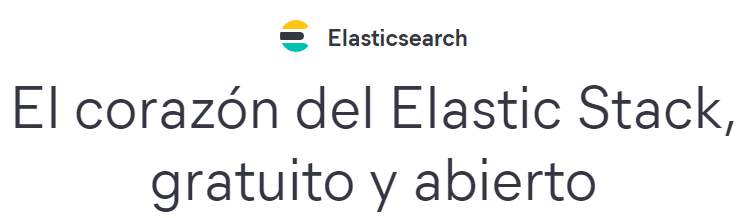 Elasticsearch
El corazón del Elastic Stack,
gratuito y abierto